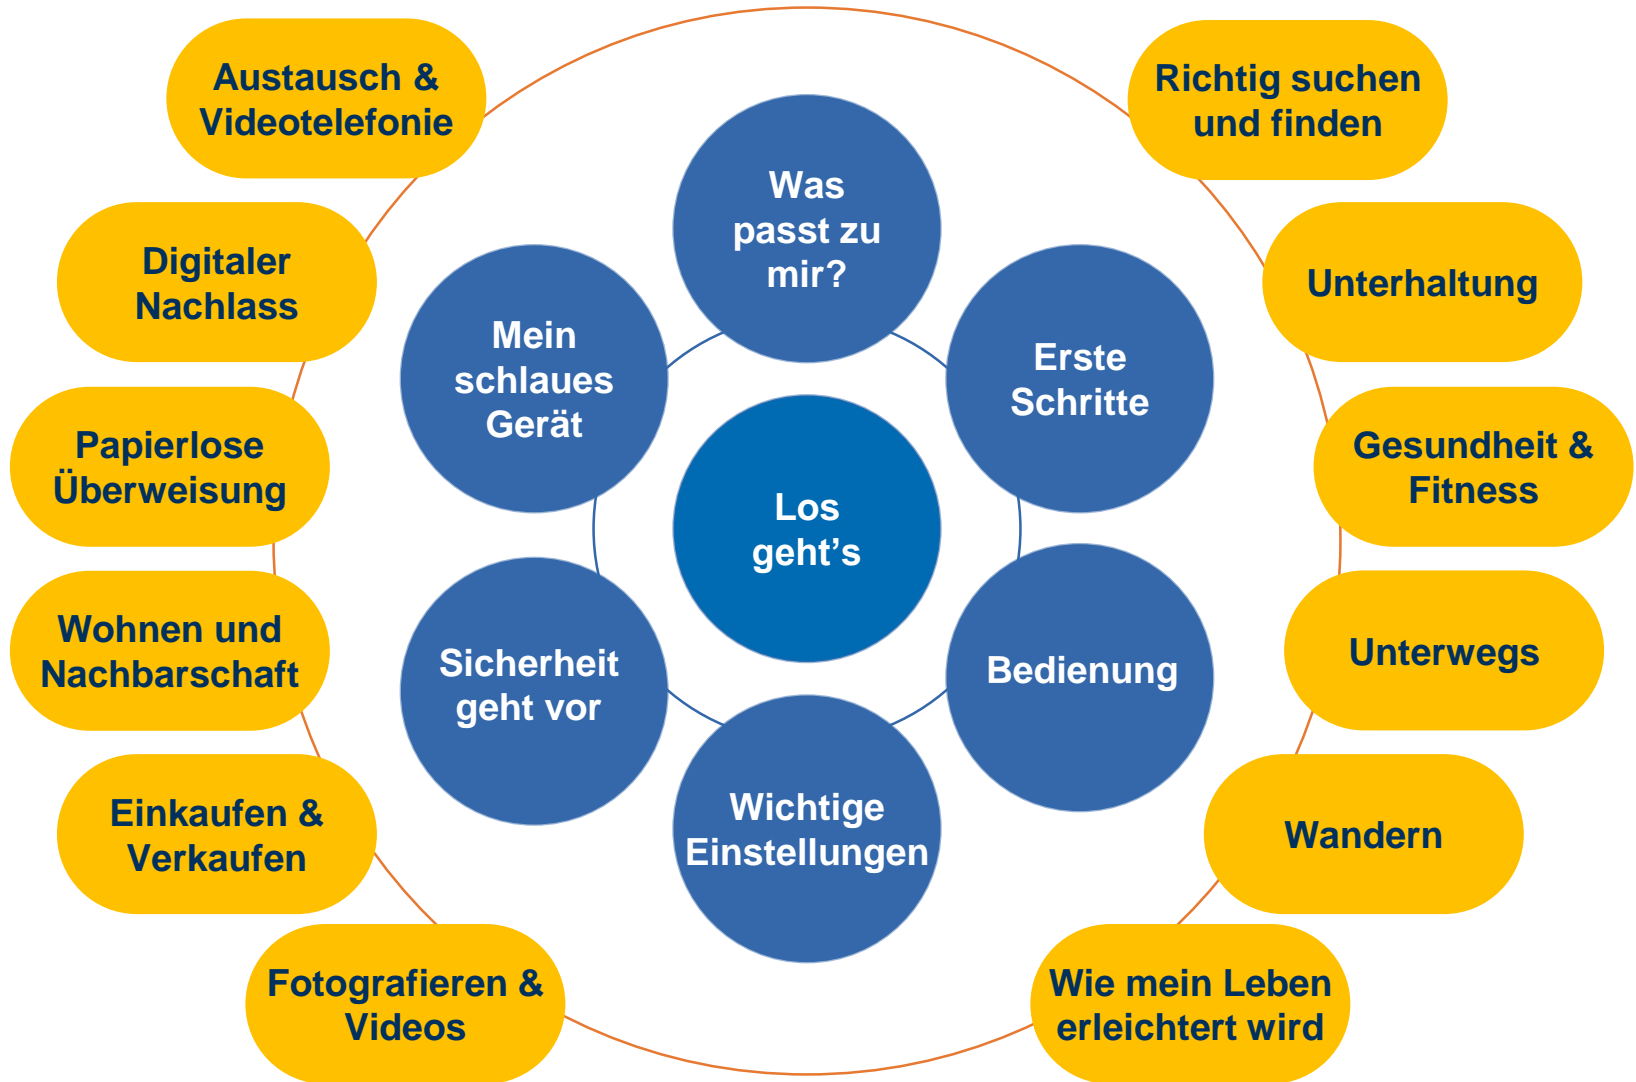 Austausch &
Videotelefonie
Richtig suchen
und finden
Was
passt zu
mir?
Digitaler
Nachlass
Unterhaltung
Mein
schlaues
Gerät
Erste
Schritte
Papierlose
Überweisung
Gesundheit &
Fitness
Los
geht’s
Wohnen und
Nachbarschaft
Sicherheit
geht vor
Bedienung
Unterwegs
Einkaufen &
Verkaufen
Wichtige
Einstellungen
Wandern
Fotografieren &
Videos
Wie mein Leben
erleichtert wird